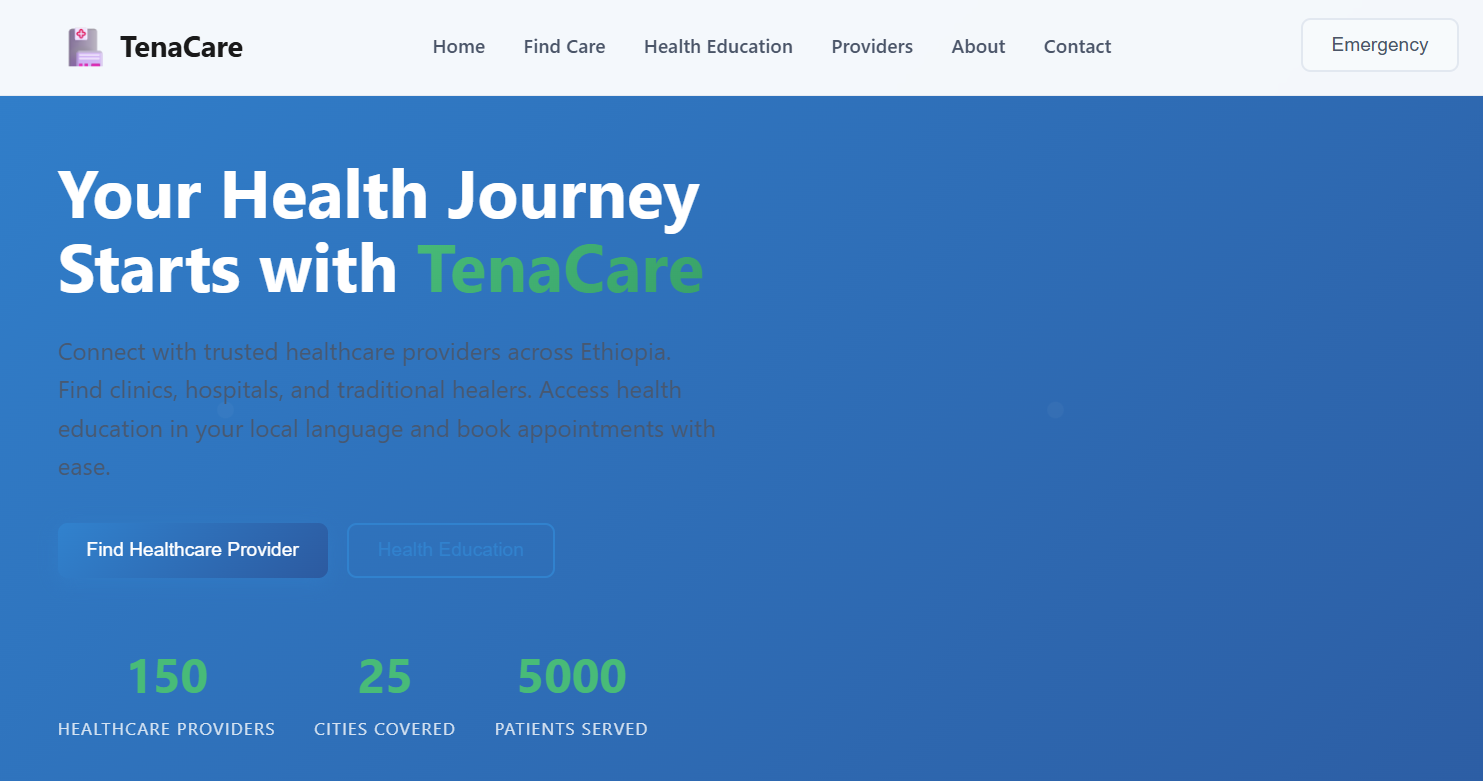 TenaCare
Home
Find Care
Health Education
Providers
About
Contact
Emergency
Your Health Journey
Starts with TenaCare
Connect with trusted healthcare providers across Ethiopia.
Find clinics, hospitals, and traditional healers. Access health
education in your local language and book appointments with
ease.
Find Healthcare Provider
Health Education
150
HEALTHCARE PROVIDERS
25
CITIES COVERED
5000
PATIENTS SERVED